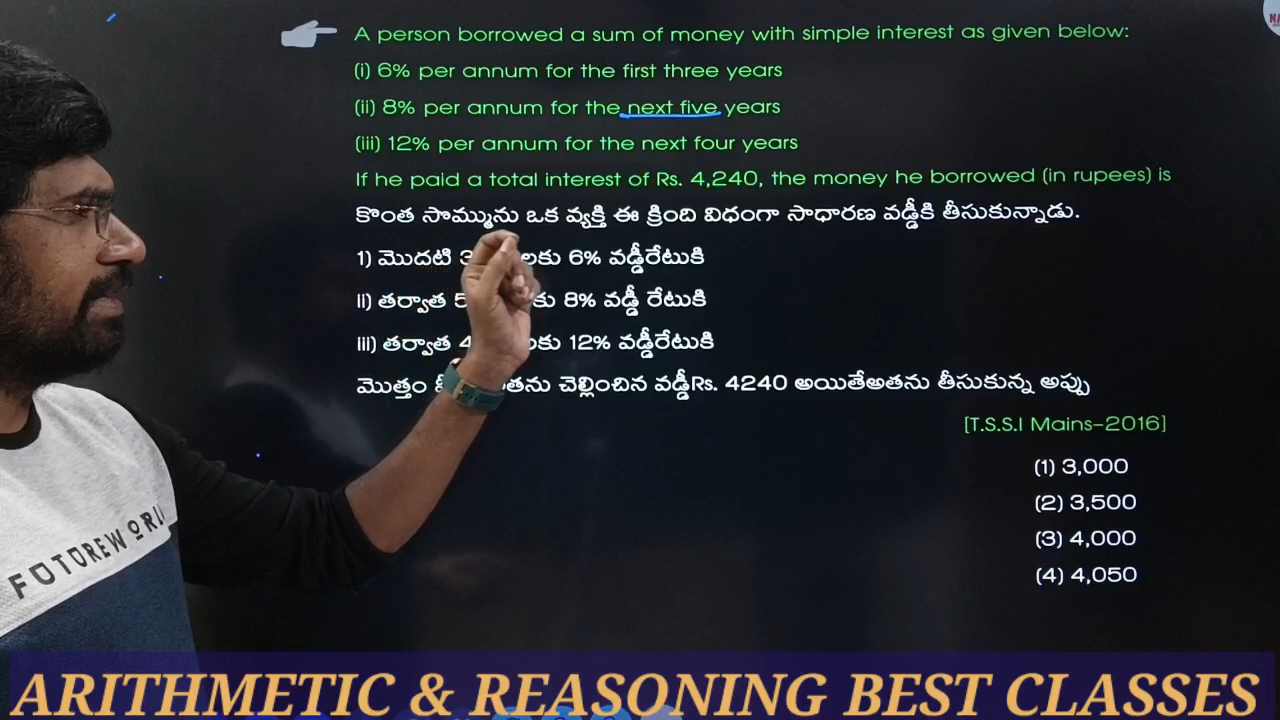 A person borrowed a sum of money with simple interest as given below:
(i) 6% per annum for the first three years
(ii) 8% per annum for the next five years
(iii) 12% per annum for the next four years
If he paid a total interest of Rs. 4,240, the money he borrowed (in rupees) is
కొంత సొమ్మును ఒక వ్యక్తి ఈ క్రింది విధంగా సాధారణ వడ్డీకి తీసుకున్నాడు.
1) మొదటి 3 లకు 6% వడ్డీరేటుకి
ii) తర్వాత 5 కు 8% వడ్డీ రేటుకి
iii) తర్వాత 4 లకు 12% వడ్డీరేటుకి
మొత్తం చెల్లించిన వడ్డీRs. 4240 అయితేఅతను తీసుకున్న అప్పు
[T.S.S.I Mains-2016]
(1) 3,000
(2) 3,500
(3) 4,000
(4) 4,050
FUTUREWORL
ARITHMETIC & REASONING BEST CLASSES